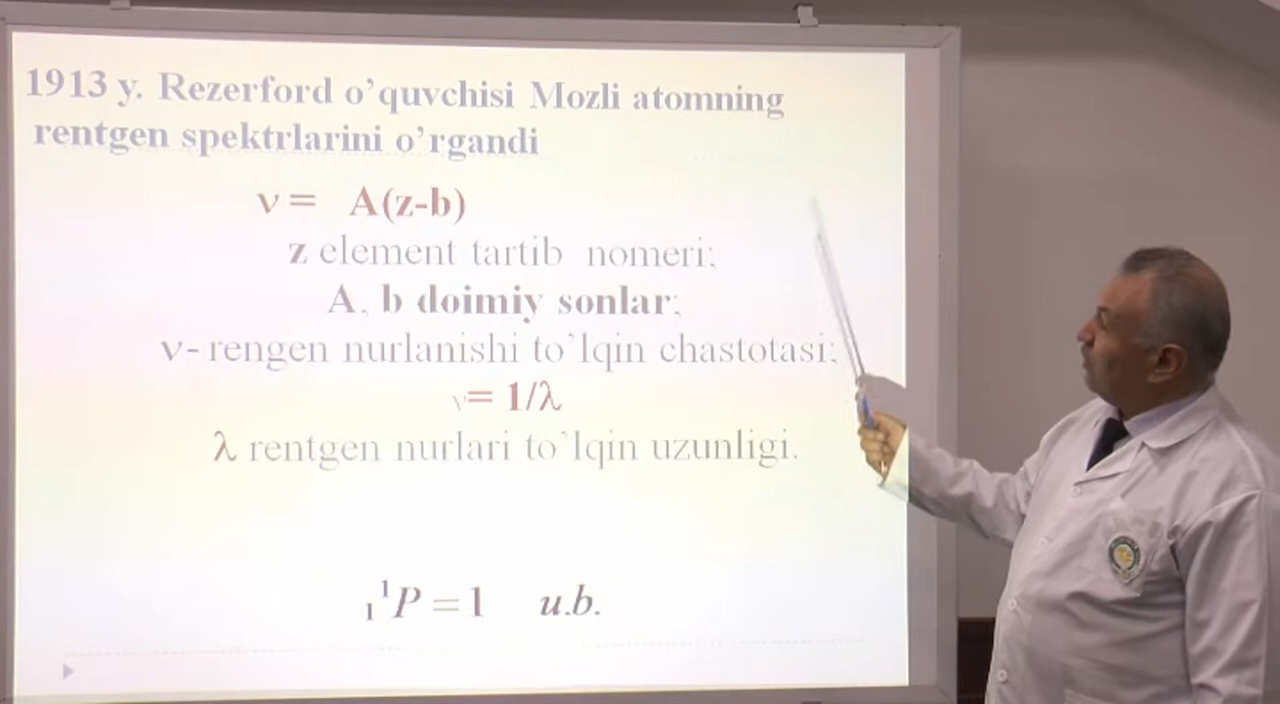 1913 y. Rezerford o’quvchisi Mozli atomning
rentgen spektrlarini o’rgandi
ν = A(z-b)
z element tartib nomeri;
A, b doimiy sonlar;
ν- rengen nurlanishi to’lqin chastotasi;
ν= 1/λ
λ rentgen nurlari to’lqin uzunligi.
₁¹P = 1 u.b.